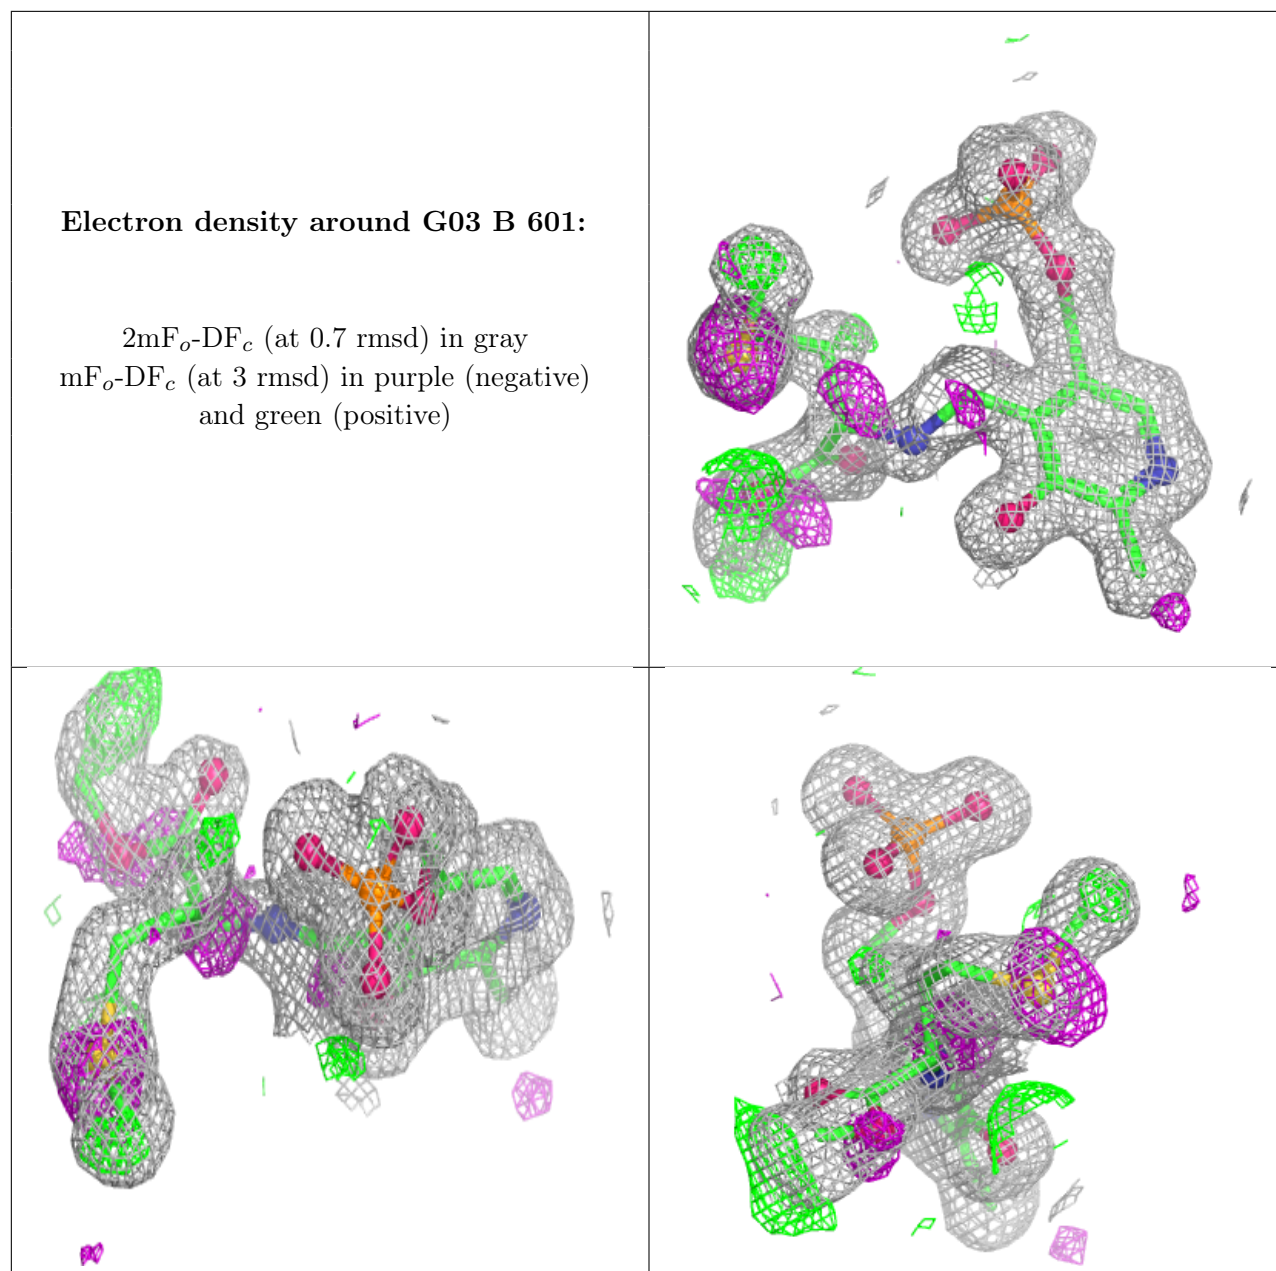 Electron density around G03 B 601:
2mFo-DFc (at 0.7 rmsd) in gray
mFo-DFc (at 3 rmsd) in purple (negative)
and green (positive)